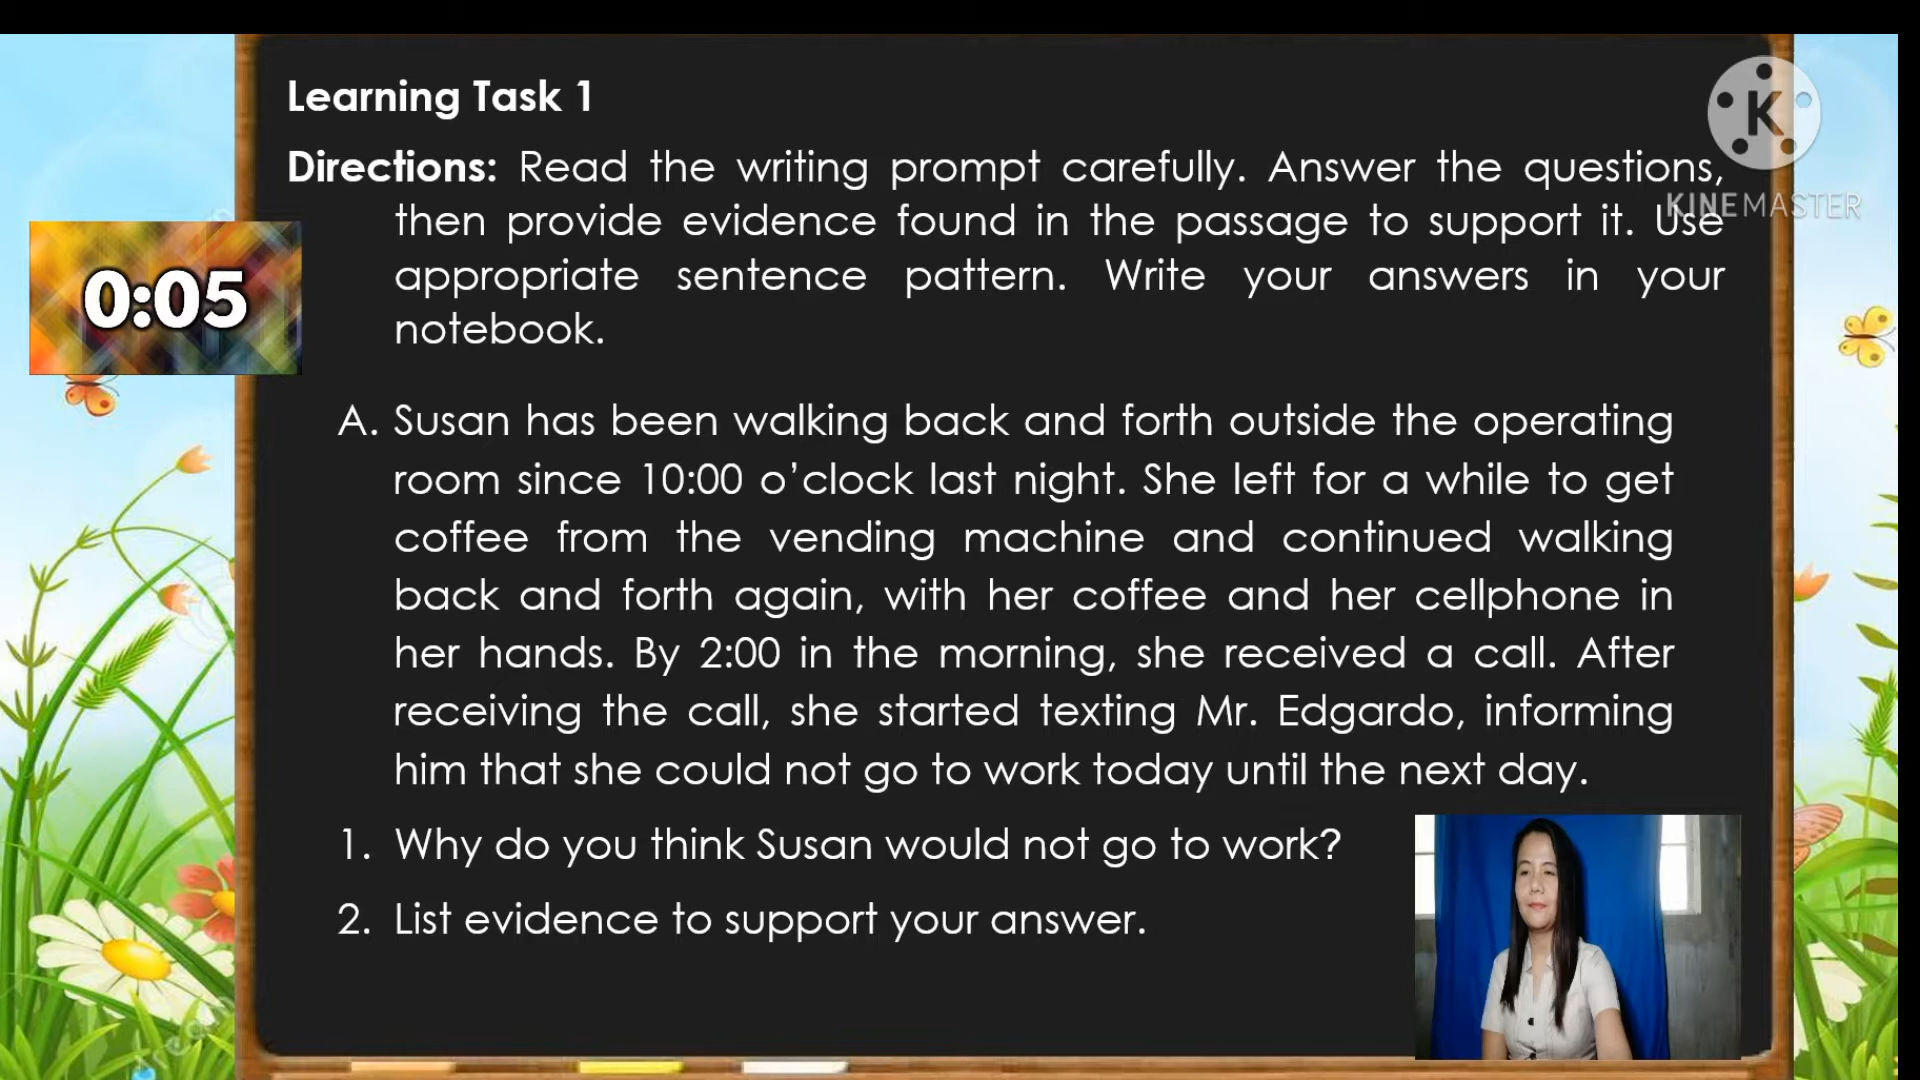 Learning Task 1
Directions: Read the writing prompt carefully. Answer the questions,
then provide evidence found in the passage to support it. Use
appropriate sentence pattern. Write your answers in your
notebook.
K
KINEMASTER
0:05
A. Susan has been walking back and forth outside the operating
room since 10:00 o’clock last night. She left for a while to get
coffee from the vending machine and continued walking
back and forth again, with her coffee and her cellphone in
her hands. By 2:00 in the morning, she received a call. After
receiving the call, she started texting Mr. Edgardo, informing
him that she could not go to work today until the next day.
1. Why do you think Susan would not go to work?
2. List evidence to support your answer.